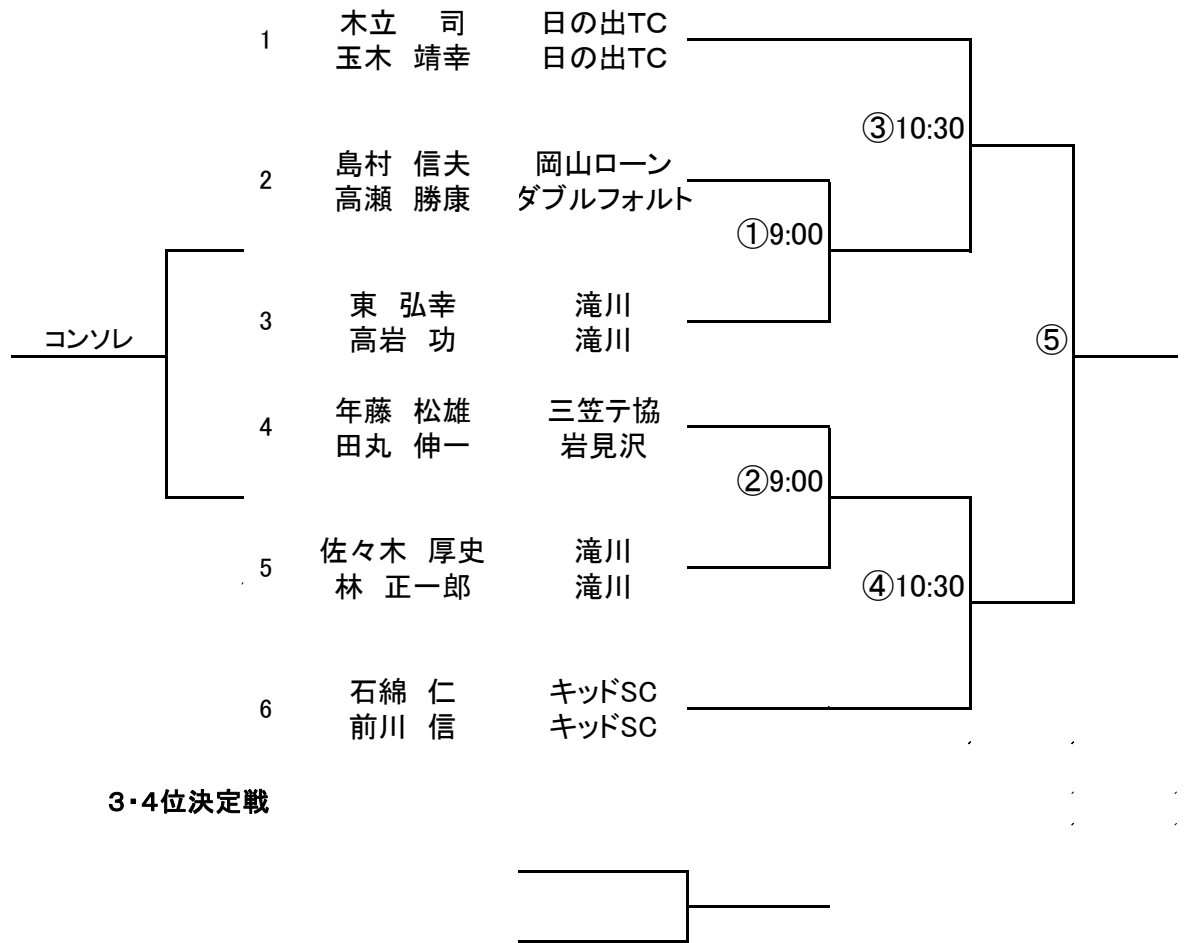 木立　司 日の出TC
1
玉木 靖幸 日の出TC
③10:30
島村 信夫 岡山ローン
2
高瀬 勝康 ダブルフォルト
①9:00
東 弘幸 滝川
3
高岩 功 滝川
コンソレ
⑤
年藤 松雄 三笠テ協
4
田丸 伸一 岩見沢
②9:00
佐々木 厚史 滝川
5
林 正一郎 滝川
④10:30
石綿 仁 キッドSC
6
前川 信 キッドSC
3・4位決定戦